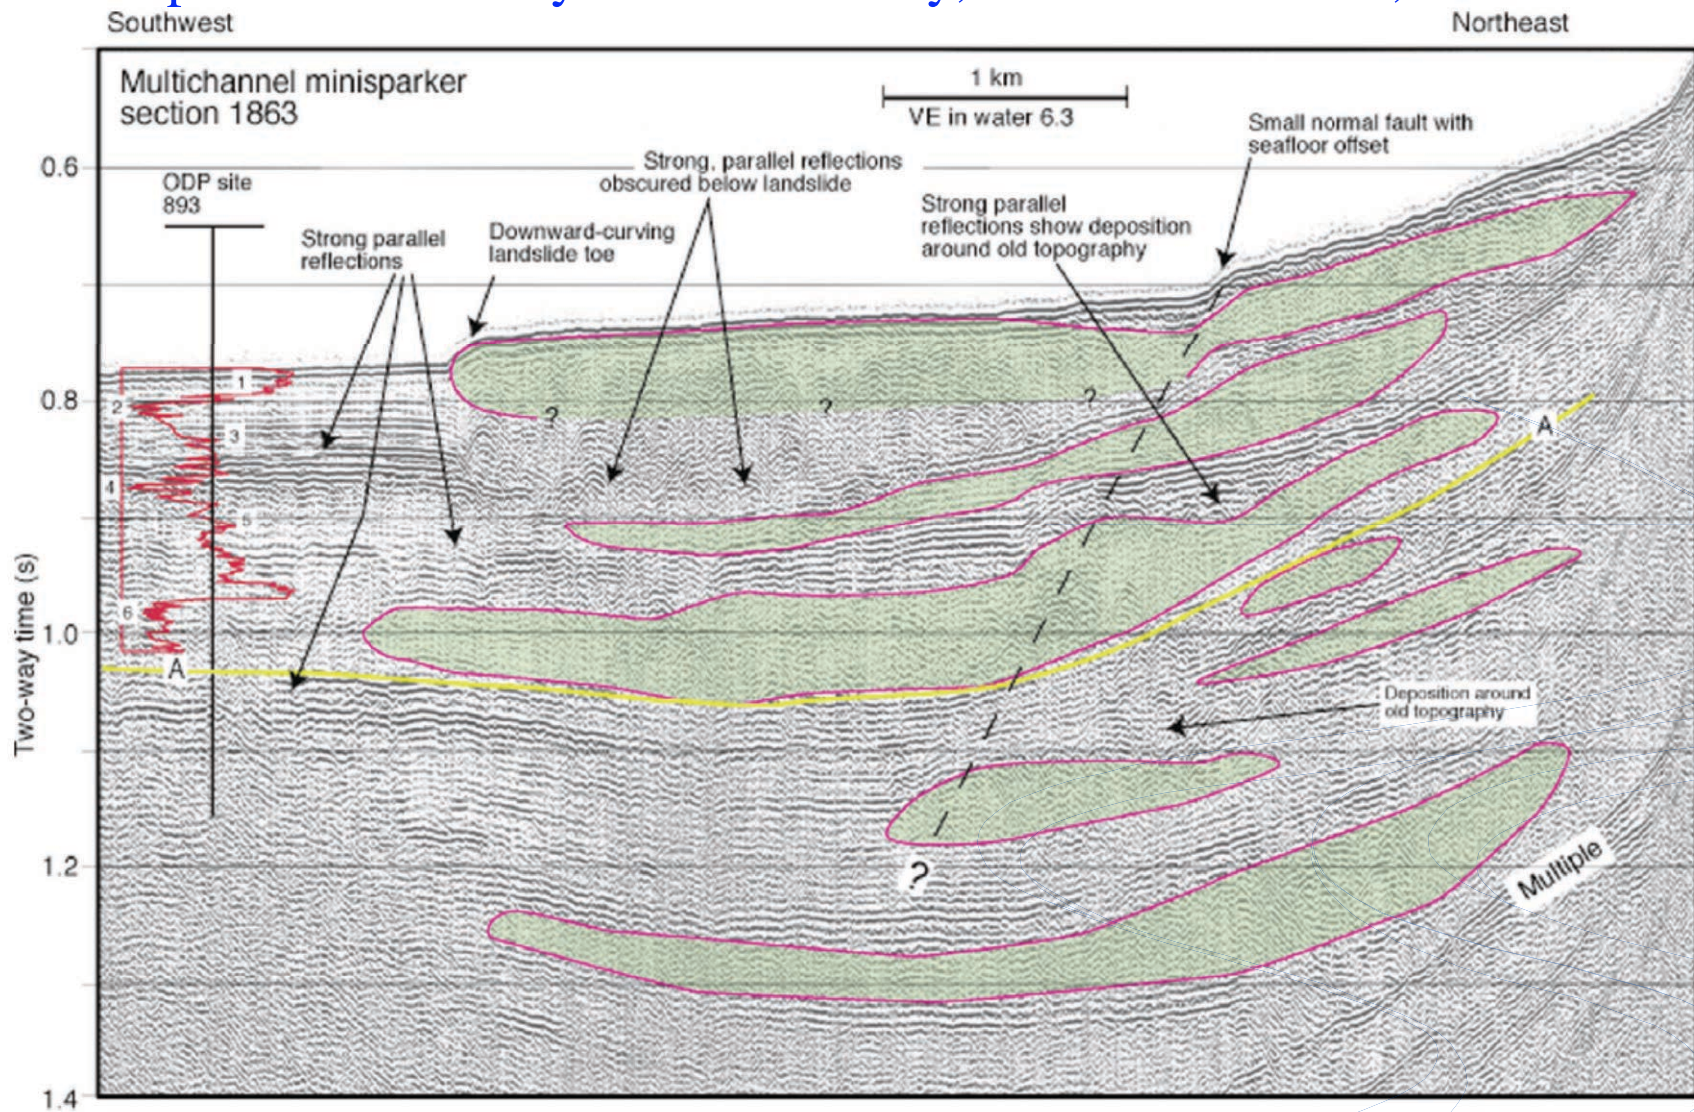 Southwest
Northeast
Multichannel minisparker
section 1863
1 km
VE in water 6.3
Small normal fault with
seafloor offset
0.6
ODP site
893
Strong, parallel reflections
obscured below landslide
Strong parallel
reflections show deposition
around old topography
Strong parallel
reflections
Downward-curving
landslide toe
1
0.8
2
?
?
?
3
A
4
5
6
1.0
A
Two-way time (s)
Deposition around
old topography
1.2
?
Multiple
1.4